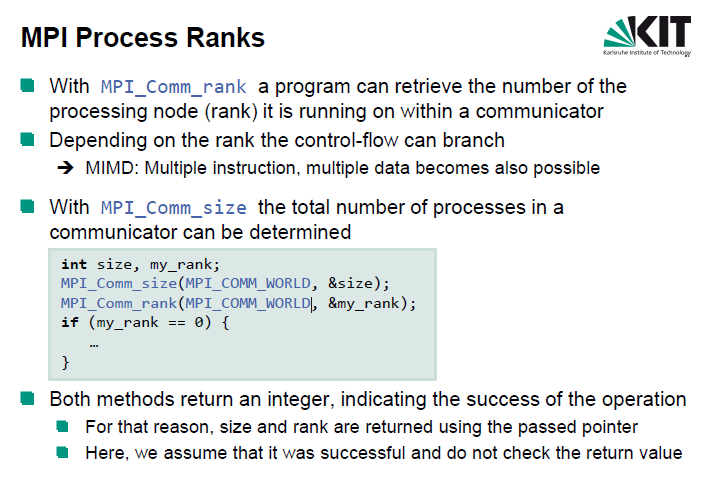 MPI Process Ranks
KIT
Karlsruhe Institute of Technology
With MPI_Comm_rank a program can retrieve the number of the
processing node (rank) it is running on within a communicator
Depending on the rank the control-flow can branch
➔ MIMD: Multiple instruction, multiple data becomes also possible
With MPI_Comm_size the total number of processes in a
communicator can be determined
int size, my_rank;
MPI_Comm_size(MPI_COMM_WORLD, &size);
MPI_Comm_rank(MPI_COMM_WORLD, &my_rank);
if (my_rank == 0) {
…
}
Both methods return an integer, indicating the success of the operation
For that reason, size and rank are returned using the passed pointer
Here, we assume that it was successful and do not check the return value